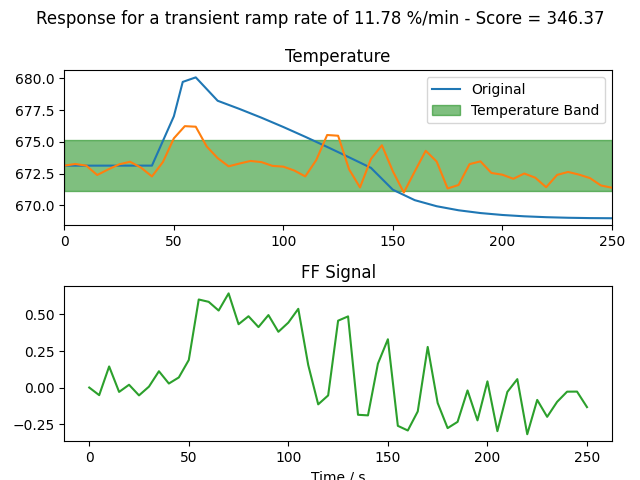 Response for a transient ramp rate of 11.78 %/min - Score = 346.37
Temperature
680.0
677.5
675.0
672.5
670.0
Original
Temperature Band
0 50 100 150 200 250
FF Signal
0.50
0.25
0.00
−0.25
0 50 100 150 200 250
Time / s